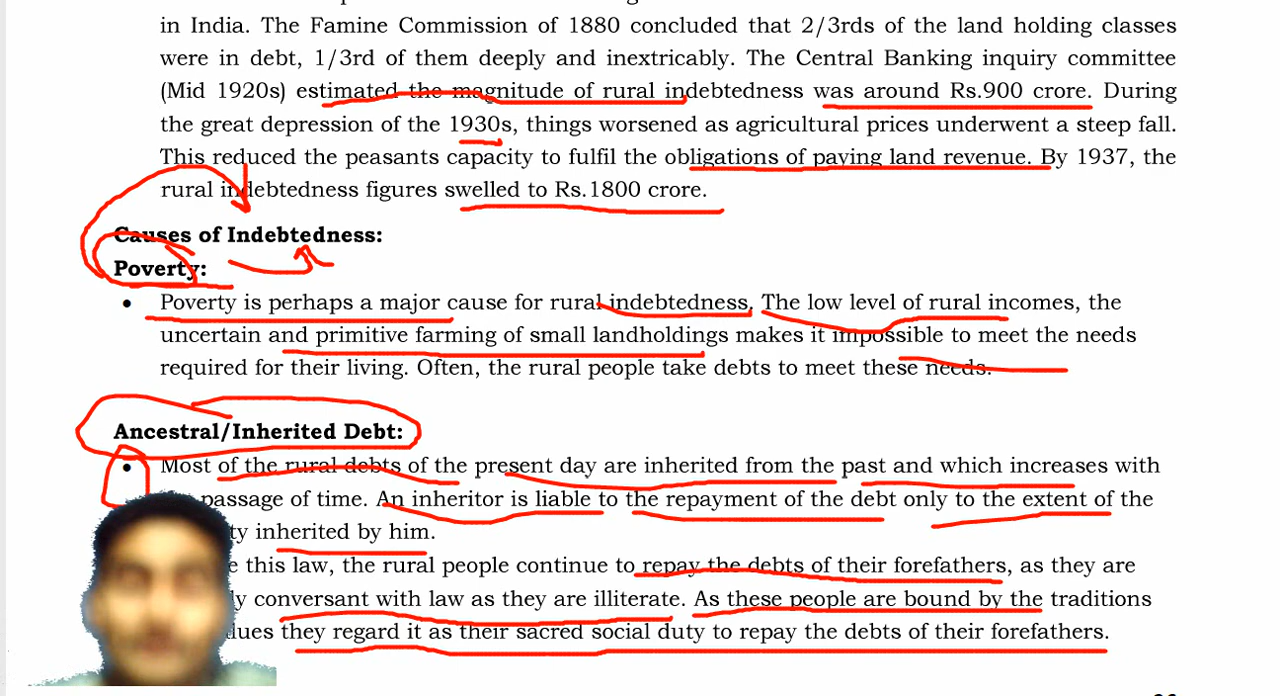 in India. The Famine Commission of 1880 concluded that 2/3rds of the land holding classes
were in debt, 1/3rd of them deeply and inextricably. The Central Banking inquiry committee
(Mid 1920s) estimated the magnitude of rural indebtedness was around Rs.900 crore. During
the great depression of the 1930s, things worsened as agricultural prices underwent a steep fall.
This reduced the peasants capacity to fulfil the obligations of paying land revenue. By 1937, the
rural indebtedness figures swelled to Rs.1800 crore.
Causes of Indebtedness:
Poverty:
• Poverty is perhaps a major cause for rural indebtedness. The low level of rural incomes, the
uncertain and primitive farming of small landholdings makes it impossible to meet the needs
required for their living. Often, the rural people take debts to meet these needs.
Ancestral/Inherited Debt:
• Most of the rural debts of the present day are inherited from the past and which increases with
passage of time. An inheritor is liable to the repayment of the debt only to the extent of the
ty inherited by him.
e this law, the rural people continue to repay the debts of their forefathers, as they are
ly conversant with law as they are illiterate. As these people are bound by the traditions
lues they regard it as their sacred social duty to repay the debts of their forefathers.